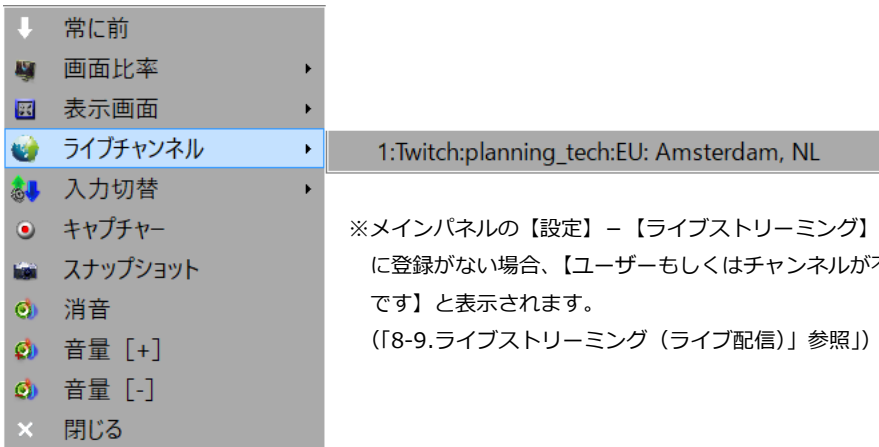 常に前
画面比率
表示画面
ライブチャンネル
1:Twitch:planning_tech:EU: Amsterdam, NL
入力切替
キャプチャー
スナップショット
消音
音量 [+]
音量 [-]
閉じる
※メインパネルの【設定】－【ライブストリーミング】
に登録がない場合、【ユーザーもしくはチャンネルが
です】と表示されます。
（「8-9.ライブストリーミング（ライブ配信）」参照」）